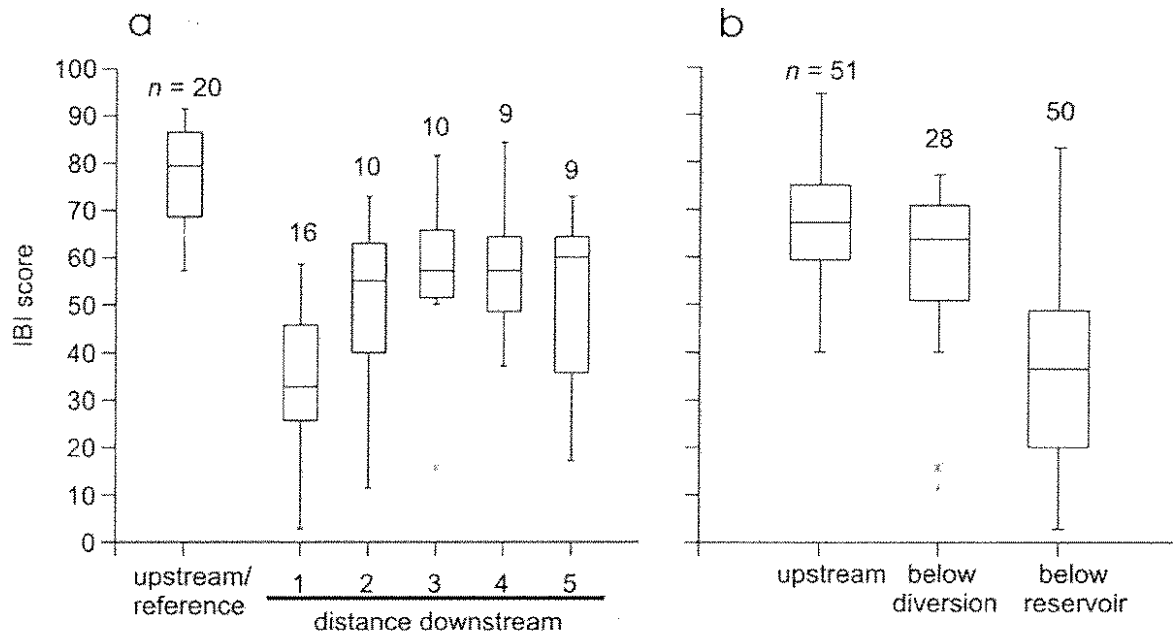 a
b
100
90
80
70
60
50
40
30
20
10
0
IBI score
n = 20
16
10
10
9
9
n = 51
28
50
upstream/
reference
1 2 3 4 5
distance downstream
upstream
below
diversion
below
reservoir